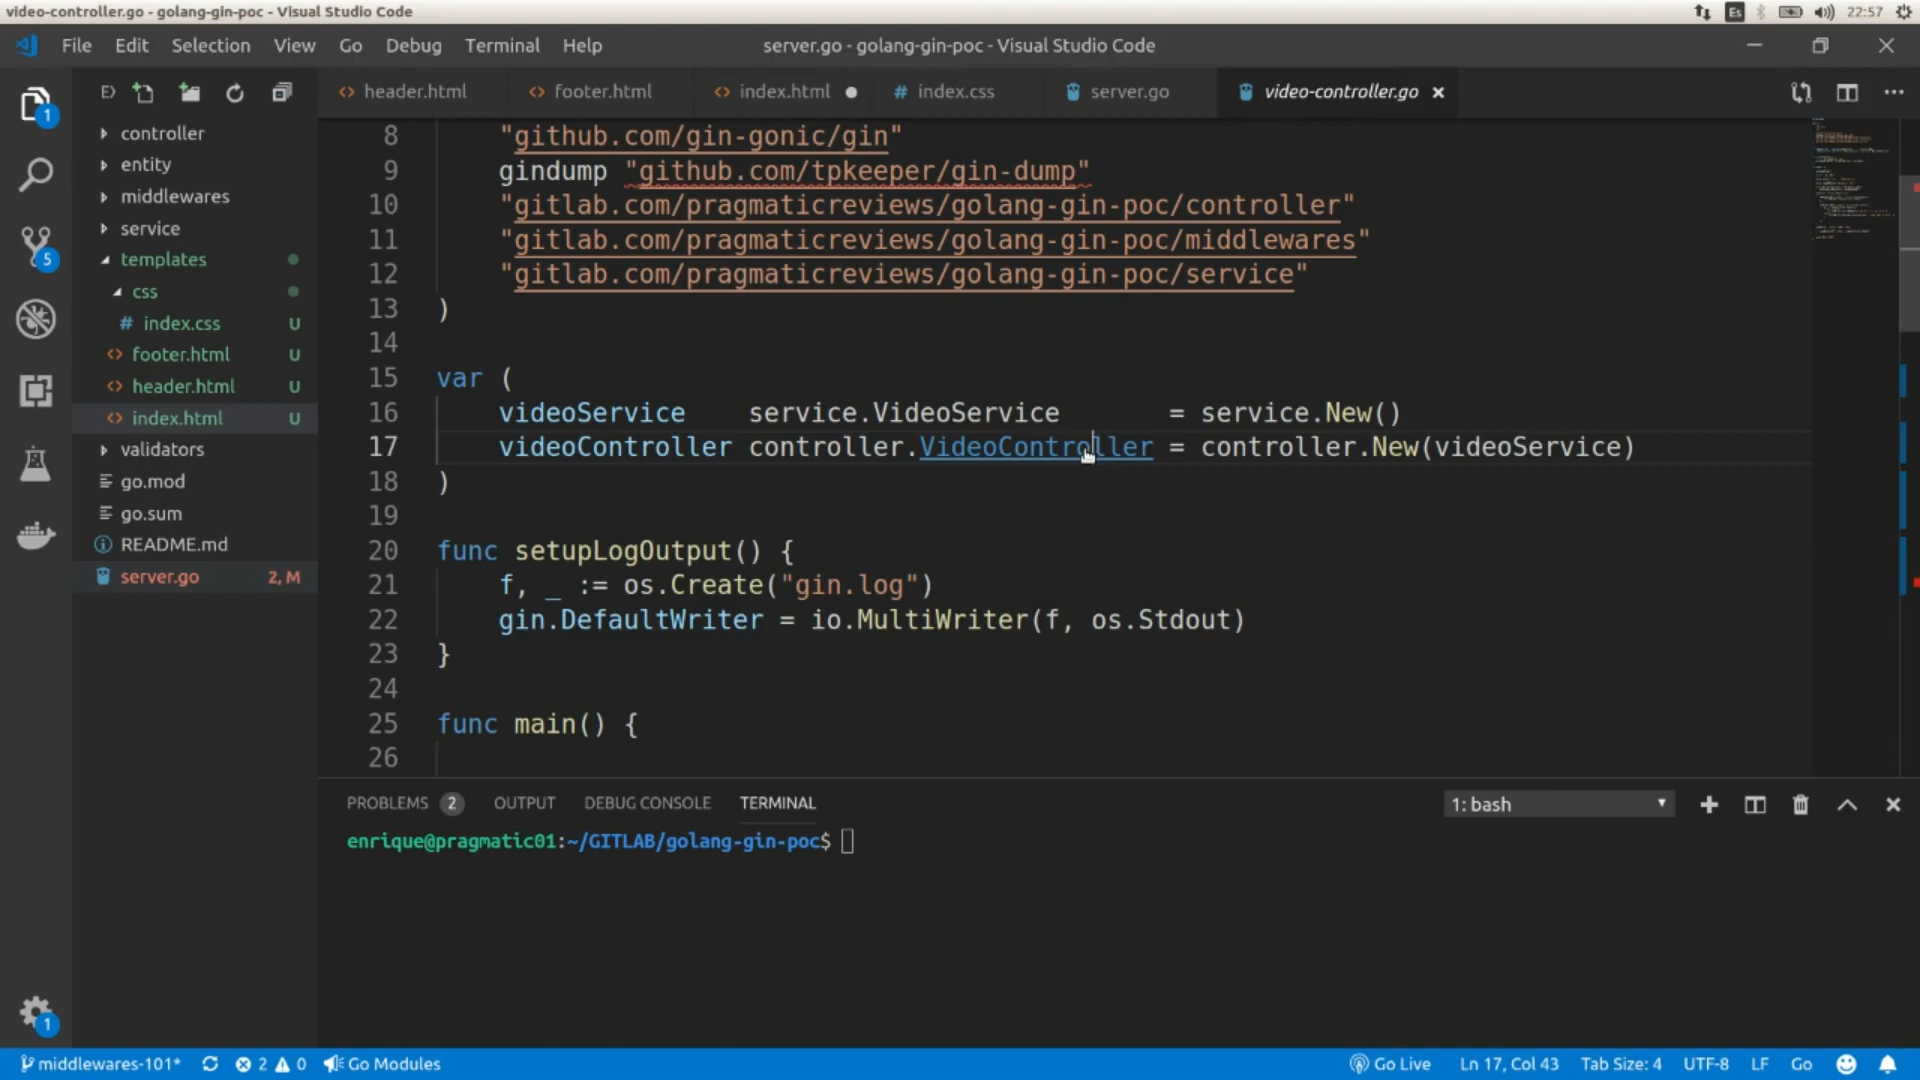 video-controller.go - golang-gin-poc - Visual Studio Code
Es
22:57
File Edit Selection View Go Debug Terminal Help
server.go - golang-gin-poc - Visual Studio Code
header.html
footer.html
index.html
# index.css
server.go
video-controller.go
1
5
1
controller
entity
middlewares
service
templates
css
# index.css U
footer.html U
header.html U
index.html U
validators
go.mod
go.sum
README.md
server.go 2, M
8 "github.com/gin-gonic/gin"
9 gindump "github.com/tpkeeper/gin-dump"
10 "gitlab.com/pragmaticreviews/golang-gin-poc/controller"
11 "gitlab.com/pragmaticreviews/golang-gin-poc/middlewares"
12 "gitlab.com/pragmaticreviews/golang-gin-poc/service"
13 )
14
15 var (
16 videoService service.VideoService = service.New()
17 videoController controller.VideoController = controller.New(videoService)
18 )
19
20 func setupLogOutput() {
21 f, _ := os.Create("gin.log")
22 gin.DefaultWriter = io.MultiWriter(f, os.Stdout)
23 }
24
25 func main() {
26
PROBLEMS 2 OUTPUT DEBUG CONSOLE TERMINAL
1: bash
enrique@pragmatic01:~/GITLAB/golang-gin-poc$
middlewares-101* 2 0 Go Modules
Go Live Ln 17, Col 43 Tab Size: 4 UTF-8 LF Go